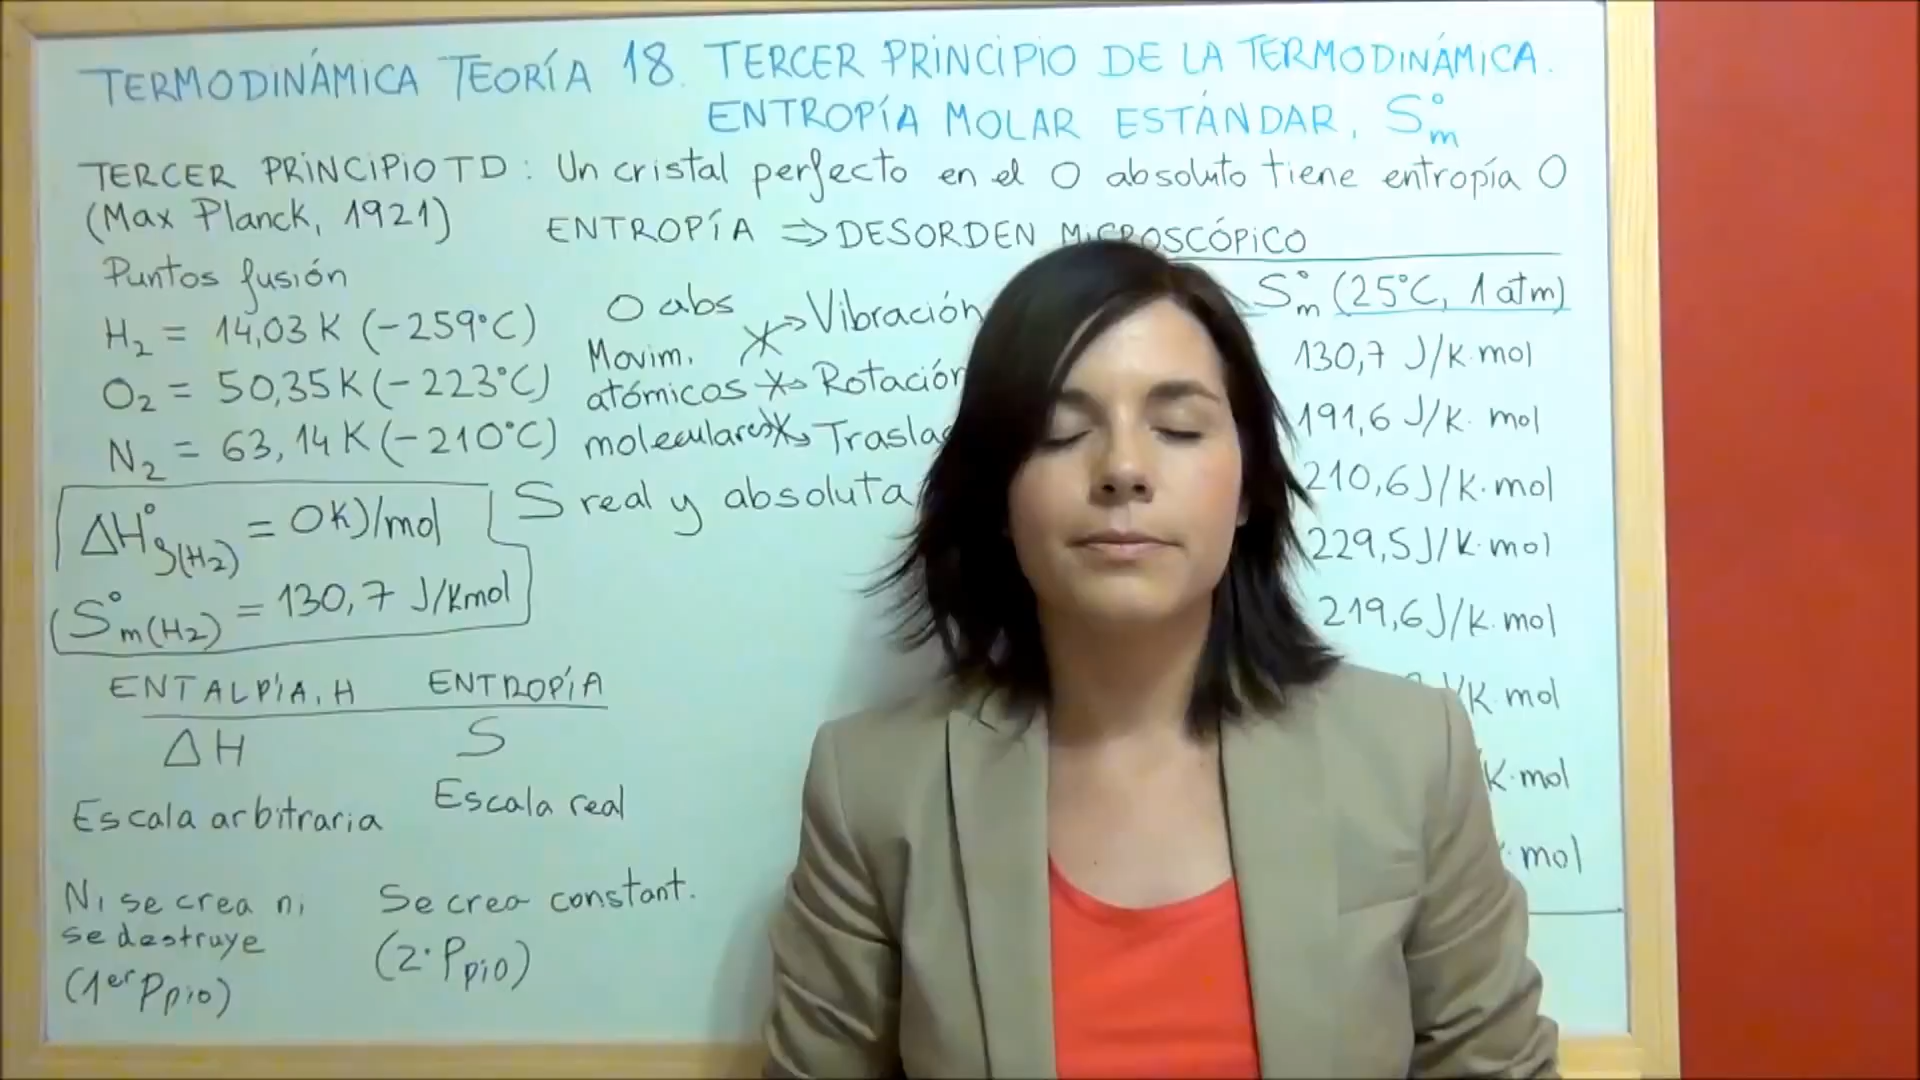 TERMODINÁMICA TEORÍA 18. TERCER PRINCIPIO DE LA TERMODINÁMICA.
ENTROPÍA MOLAR ESTÁNDAR, S°m
TERCER PRINCIPIO TD: Un cristal perfecto en el 0 absoluto tiene entropía 0
(Max Planck, 1921)
ENTROPÍA ⇒ DESORDEN MICROSCÓPICO
Puntos fusión
H2 = 14,03 K (-259°C)
O2 = 50,35 K (-223°C)
N2 = 63,14 K (-210°C)
0 abs
Movim.
atómicos
moleculares
Vibración
Rotación
S real y absoluta
S°m (25°C, 1 atm)
130,7 J/K·mol
191,6 J/K·mol
210,6 J/K·mol
229,5 J/K·mol
219,6 J/K·mol
/K·mol
K·mol
mol
ΔH°f(H2) = 0 kJ/mol
S°m(H2) = 130,7 J/Kmol
ENTALPÍA, H ENTROPÍA
ΔH S
Escala arbitraria Escala real
Ni se crea ni
se destruye
(1er Ppio)
Se crea constant.
(2º Ppio)